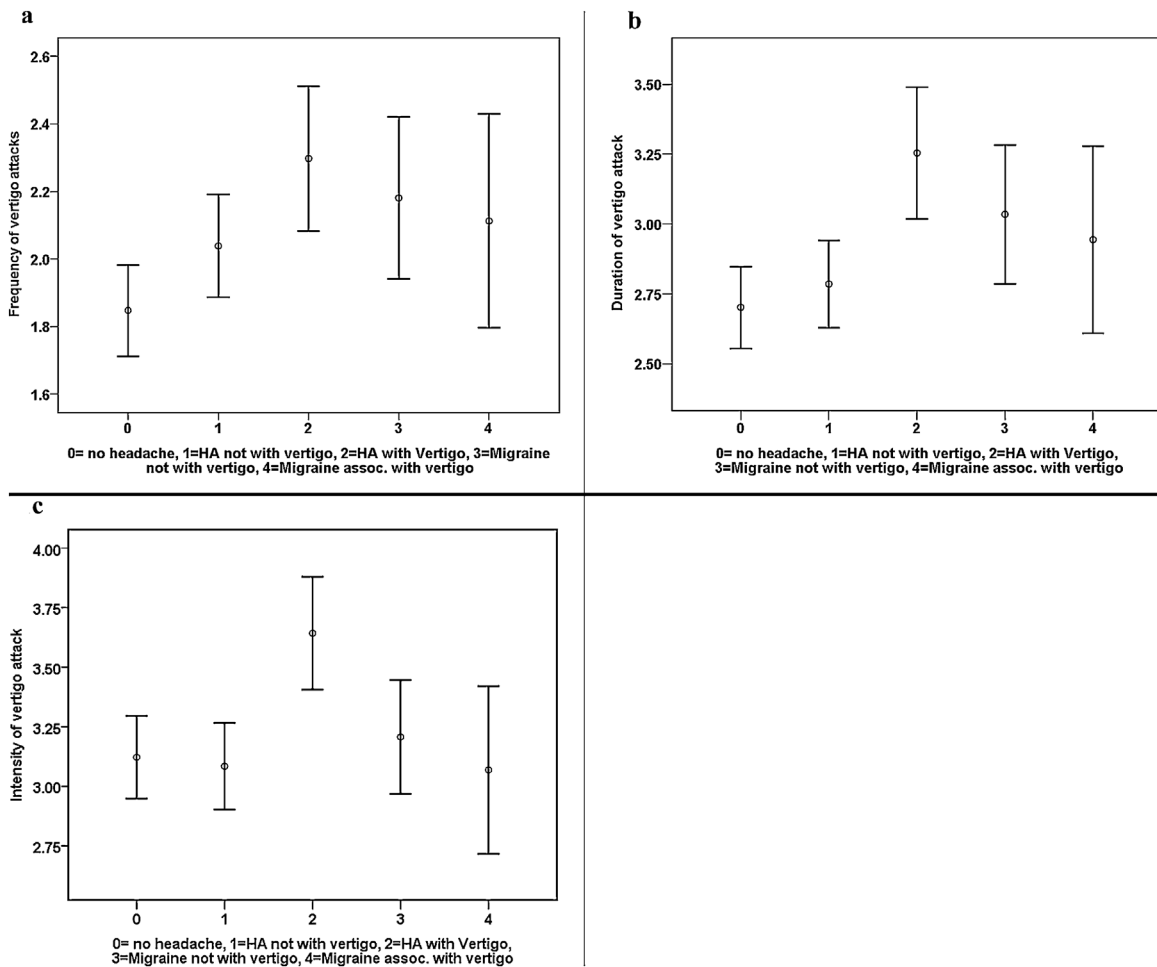 a
Frequency of vertigo attacks
2.6
2.4
2.2
2.0
1.8
1.6
0 1 2 3 4
0= no headache, 1=HA not with vertigo, 2=HA with Vertigo, 3=Migraine
not with vertigo, 4=Migraine assoc. with vertigo
b
Duration of vertigo attack
3.50
3.25
3.00
2.75
2.50
0 1 2 3 4
0= no headache, 1=HA not with vertigo, 2=HA with Vertigo,
3=Migraine not with vertigo, 4=Migraine assoc. with vertigo
c
Intensity of vertigo attack
4.00
3.75
3.50
3.25
3.00
2.75
0 1 2 3 4
0= no headache, 1=HA not with vertigo, 2=HA with Vertigo,
3=Migraine not with vertigo, 4=Migraine assoc. with vertigo